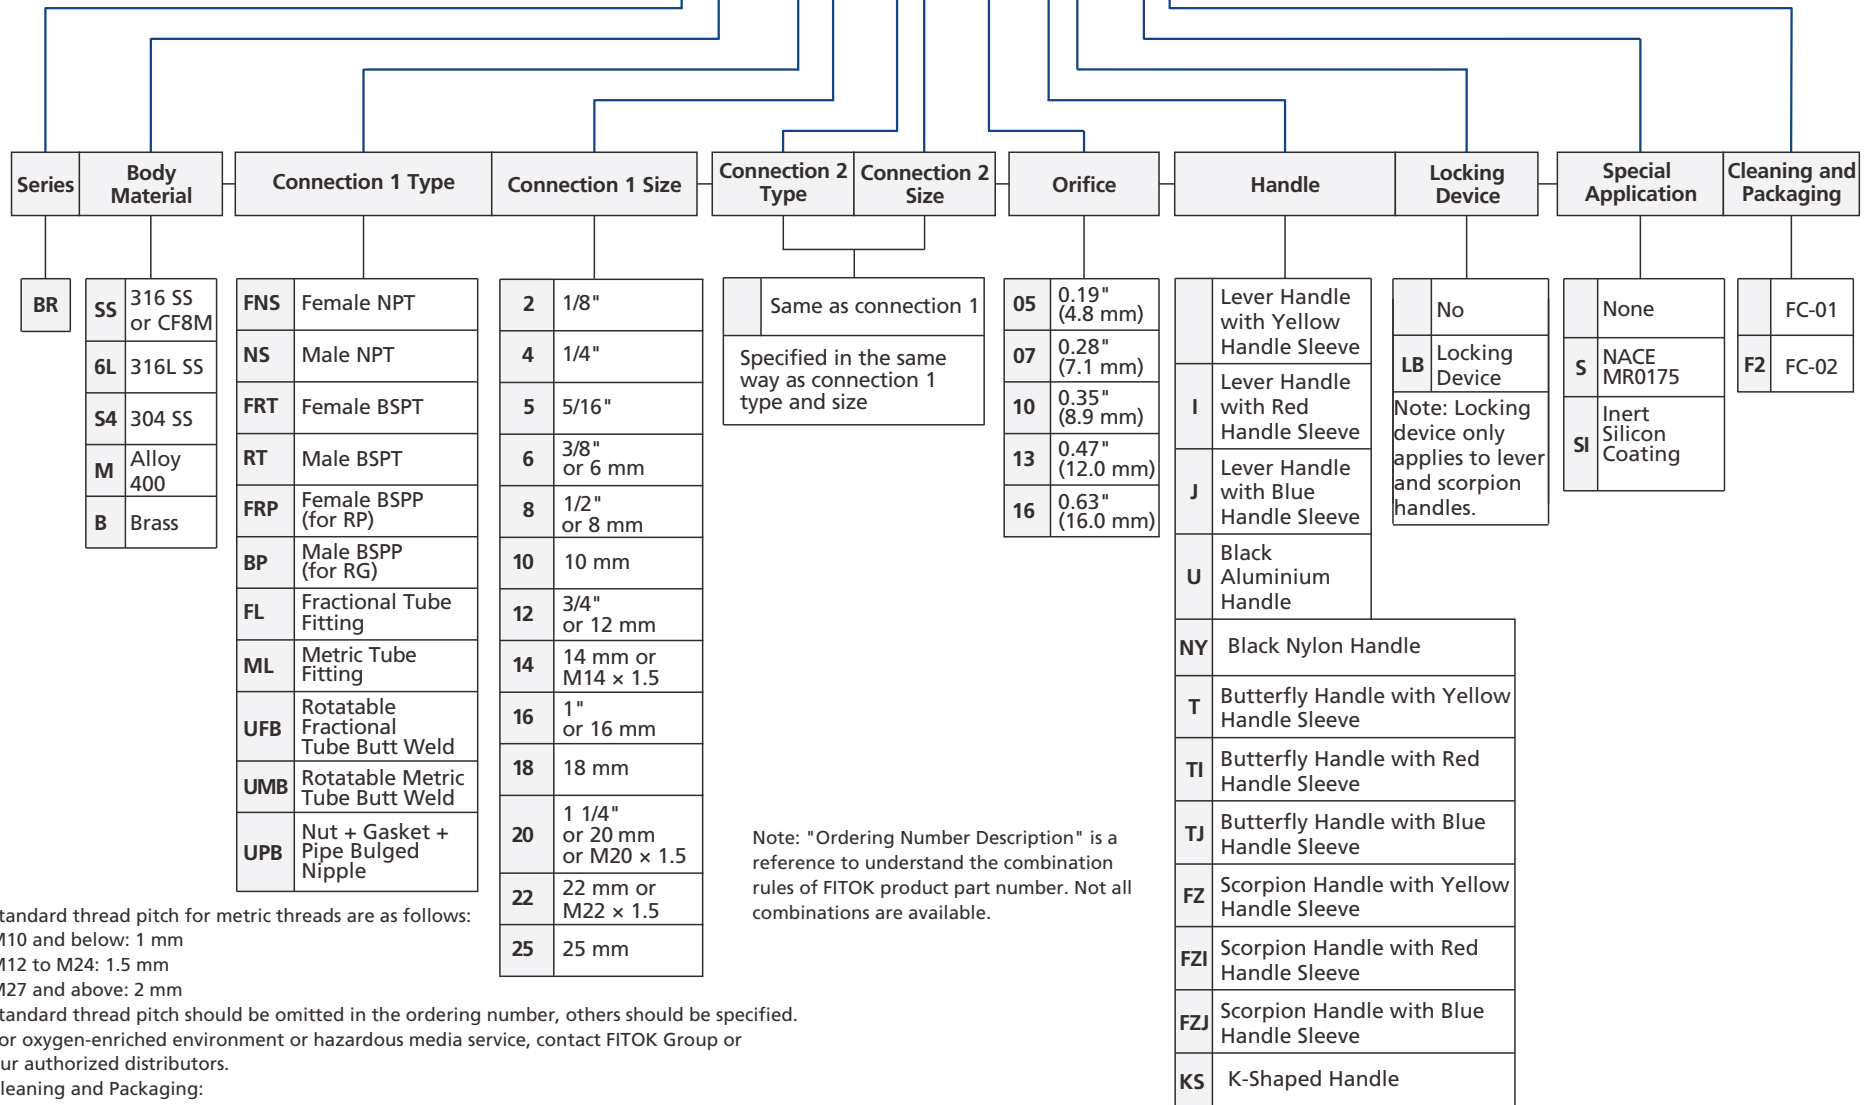 Series
Body
Material
Connection 1 Type
Connection 1 Size
Connection 2
Type
Connection 2
Size
Orifice
Handle
Locking
Device
Special
Application
Cleaning and
Packaging
BR
SS 316 SS
or CF8M
6L 316L SS
S4 304 SS
M Alloy
400
B Brass
FNS Female NPT
NS Male NPT
FRT Female BSPT
RT Male BSPT
FRP Female BSPP
(for RP)
BP Male BSPP
(for RG)
FL Fractional Tube
Fitting
ML Metric Tube
Fitting
UFB Rotatable
Fractional
Tube Butt Weld
UMB Rotatable Metric
Tube Butt Weld
UPB Nut + Gasket +
Pipe Bulged
Nipple
2 1/8"
4 1/4"
5 5/16"
6 3/8"
or 6 mm
8 1/2"
or 8 mm
10 10 mm
12 3/4"
or 12 mm
14 14 mm or
M14 × 1.5
16 1"
or 16 mm
18 18 mm
20 1 1/4"
or 20 mm
or M20 × 1.5
22 22 mm or
M22 × 1.5
25 25 mm
Same as connection 1
Specified in the same
way as connection 1
type and size
05 0.19"
(4.8 mm)
07 0.28"
(7.1 mm)
10 0.35"
(8.9 mm)
13 0.47"
(12.0 mm)
16 0.63"
(16.0 mm)
Lever Handle
with Yellow
Handle Sleeve
I Lever Handle
with Red
Handle Sleeve
J Lever Handle
with Blue
Handle Sleeve
U Black
Aluminium
Handle
NY Black Nylon Handle
T Butterfly Handle with Yellow
Handle Sleeve
TI Butterfly Handle with Red
Handle Sleeve
TJ Butterfly Handle with Blue
Handle Sleeve
FZ Scorpion Handle with Yellow
Handle Sleeve
FZI Scorpion Handle with Red
Handle Sleeve
FZJ Scorpion Handle with Blue
Handle Sleeve
KS K-Shaped Handle
No
LB Locking
Device
Note: Locking
device only
applies to lever
and scorpion
handles.
None
S NACE
MR0175
SI Inert
Silicon
Coating
FC-01
F2 FC-02
Note: "Ordering Number Description" is a
reference to understand the combination
rules of FITOK product part number. Not all
combinations are available.
tandard thread pitch for metric threads are as follows:
M10 and below: 1 mm
M12 to M24: 1.5 mm
M27 and above: 2 mm
tandard thread pitch should be omitted in the ordering number, others should be specified.
or oxygen-enriched environment or hazardous media service, contact FITOK Group or
ur authorized distributors.
leaning and Packaging: